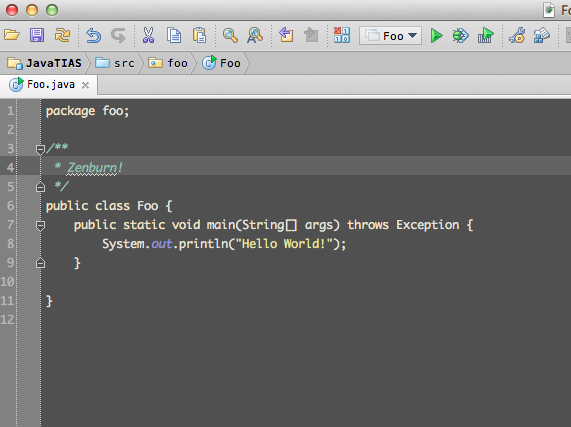 Fo
Foo
JavaTIAS src foo Foo
Foo.java
1 package foo;
2
3 /**
4  * Zenburn!
5  */
6 public class Foo {
7     public static void main(String[] args) throws Exception {
8         System.out.println("Hello World!");
9     }
10
11 }
12